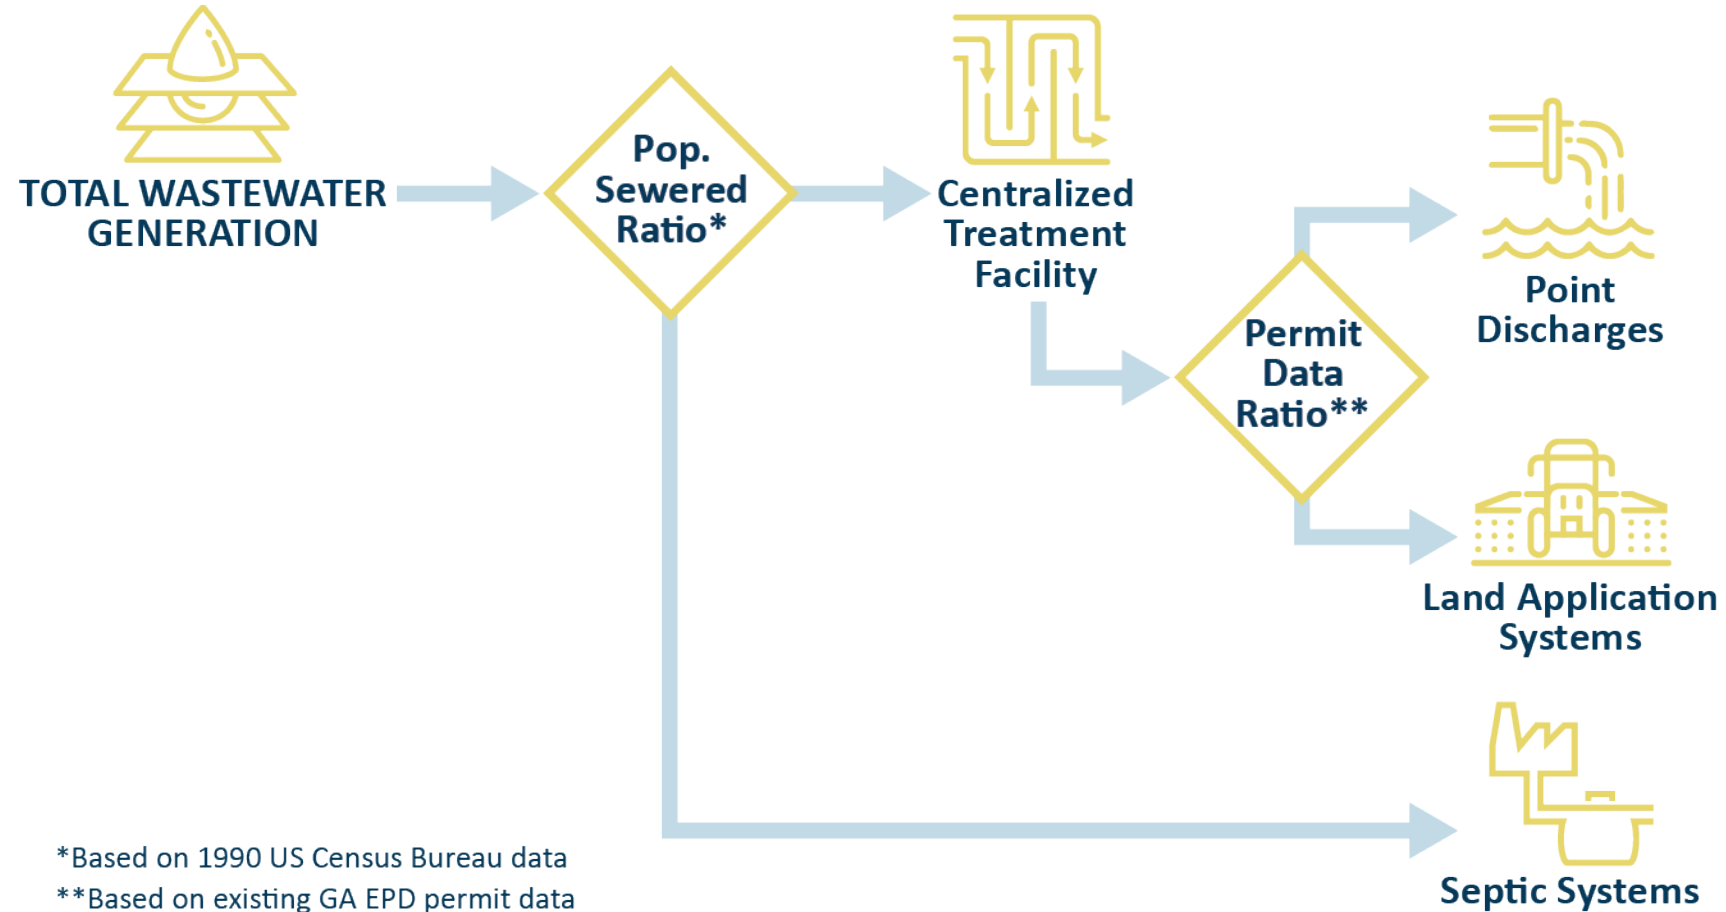 TOTAL WASTEWATER
GENERATION
Pop.
Sewered
Ratio*
Centralized
Treatment
Facility
Permit
Data
Ratio**
Point
Discharges
Land Application
Systems
Septic Systems
*Based on 1990 US Census Bureau data
**Based on existing GA EPD permit data